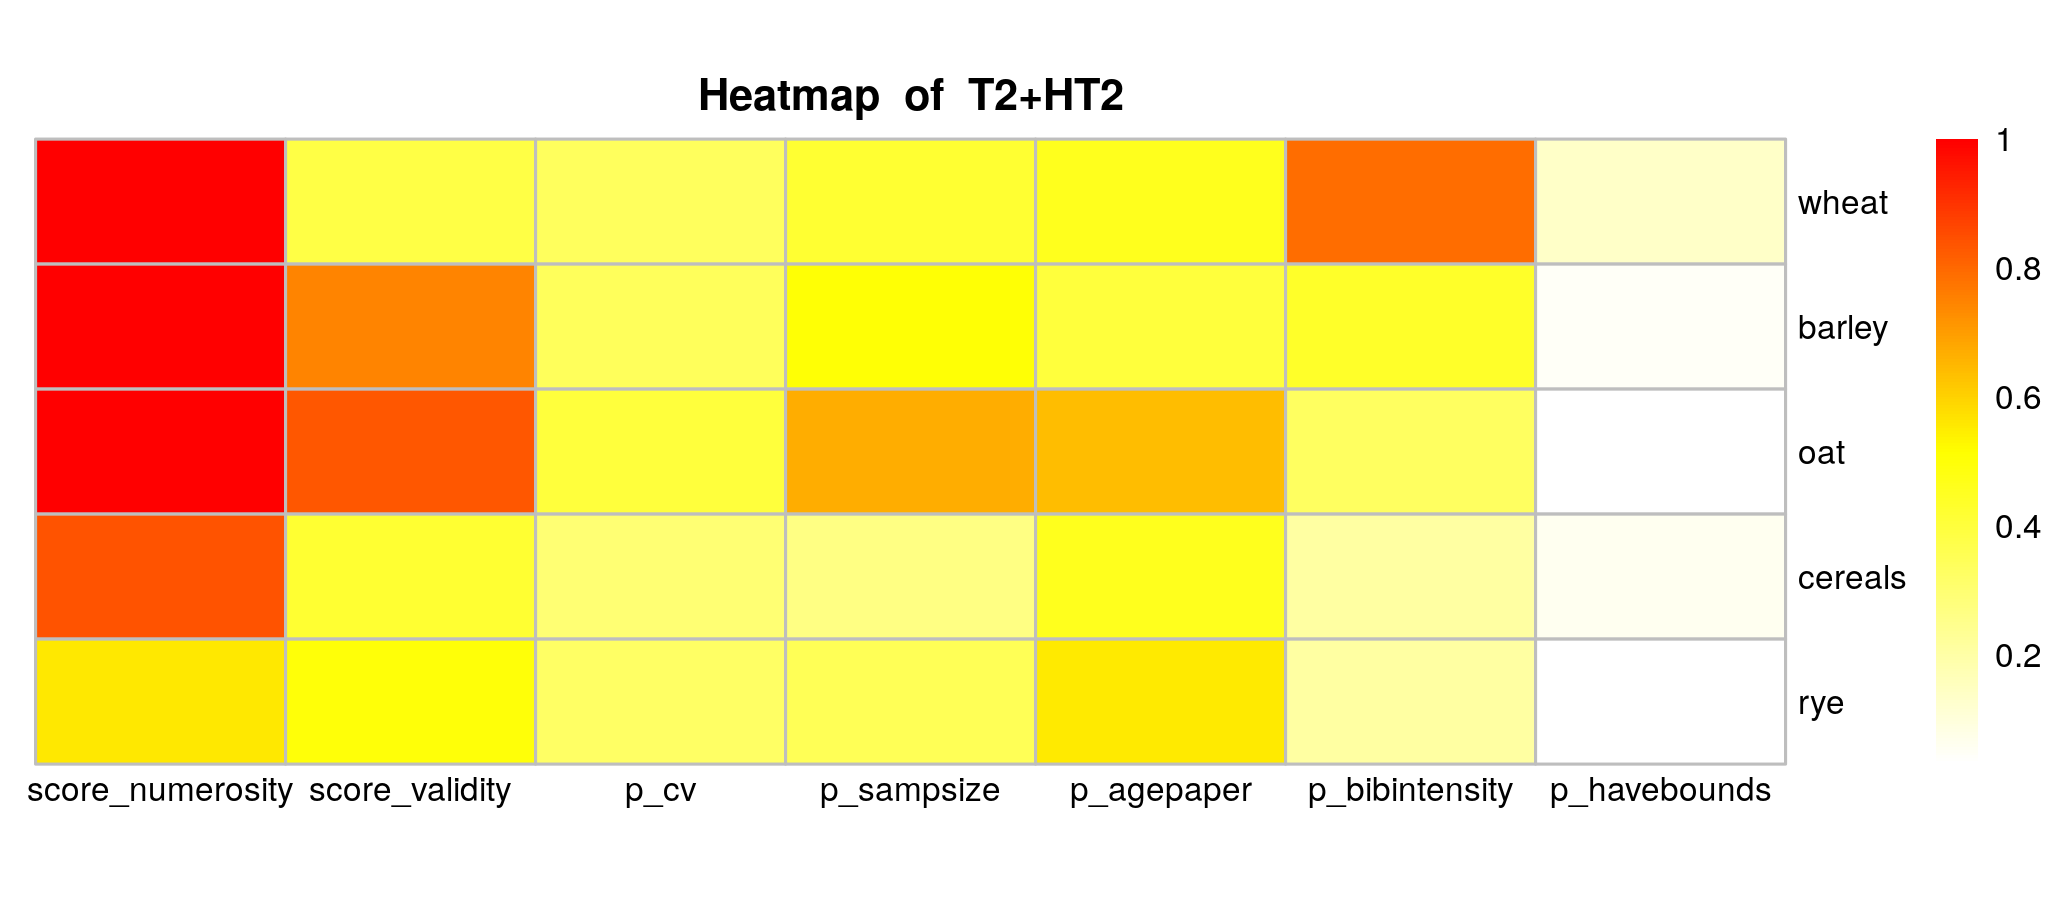 Heatmap of T2+HT2
1
wheat
0.8
barley
0.6
oat
0.4
cereals
0.2
rye
score_numerosity score_validity p_cv p_sampsize p_agepaper p_bibintensity p_havebounds